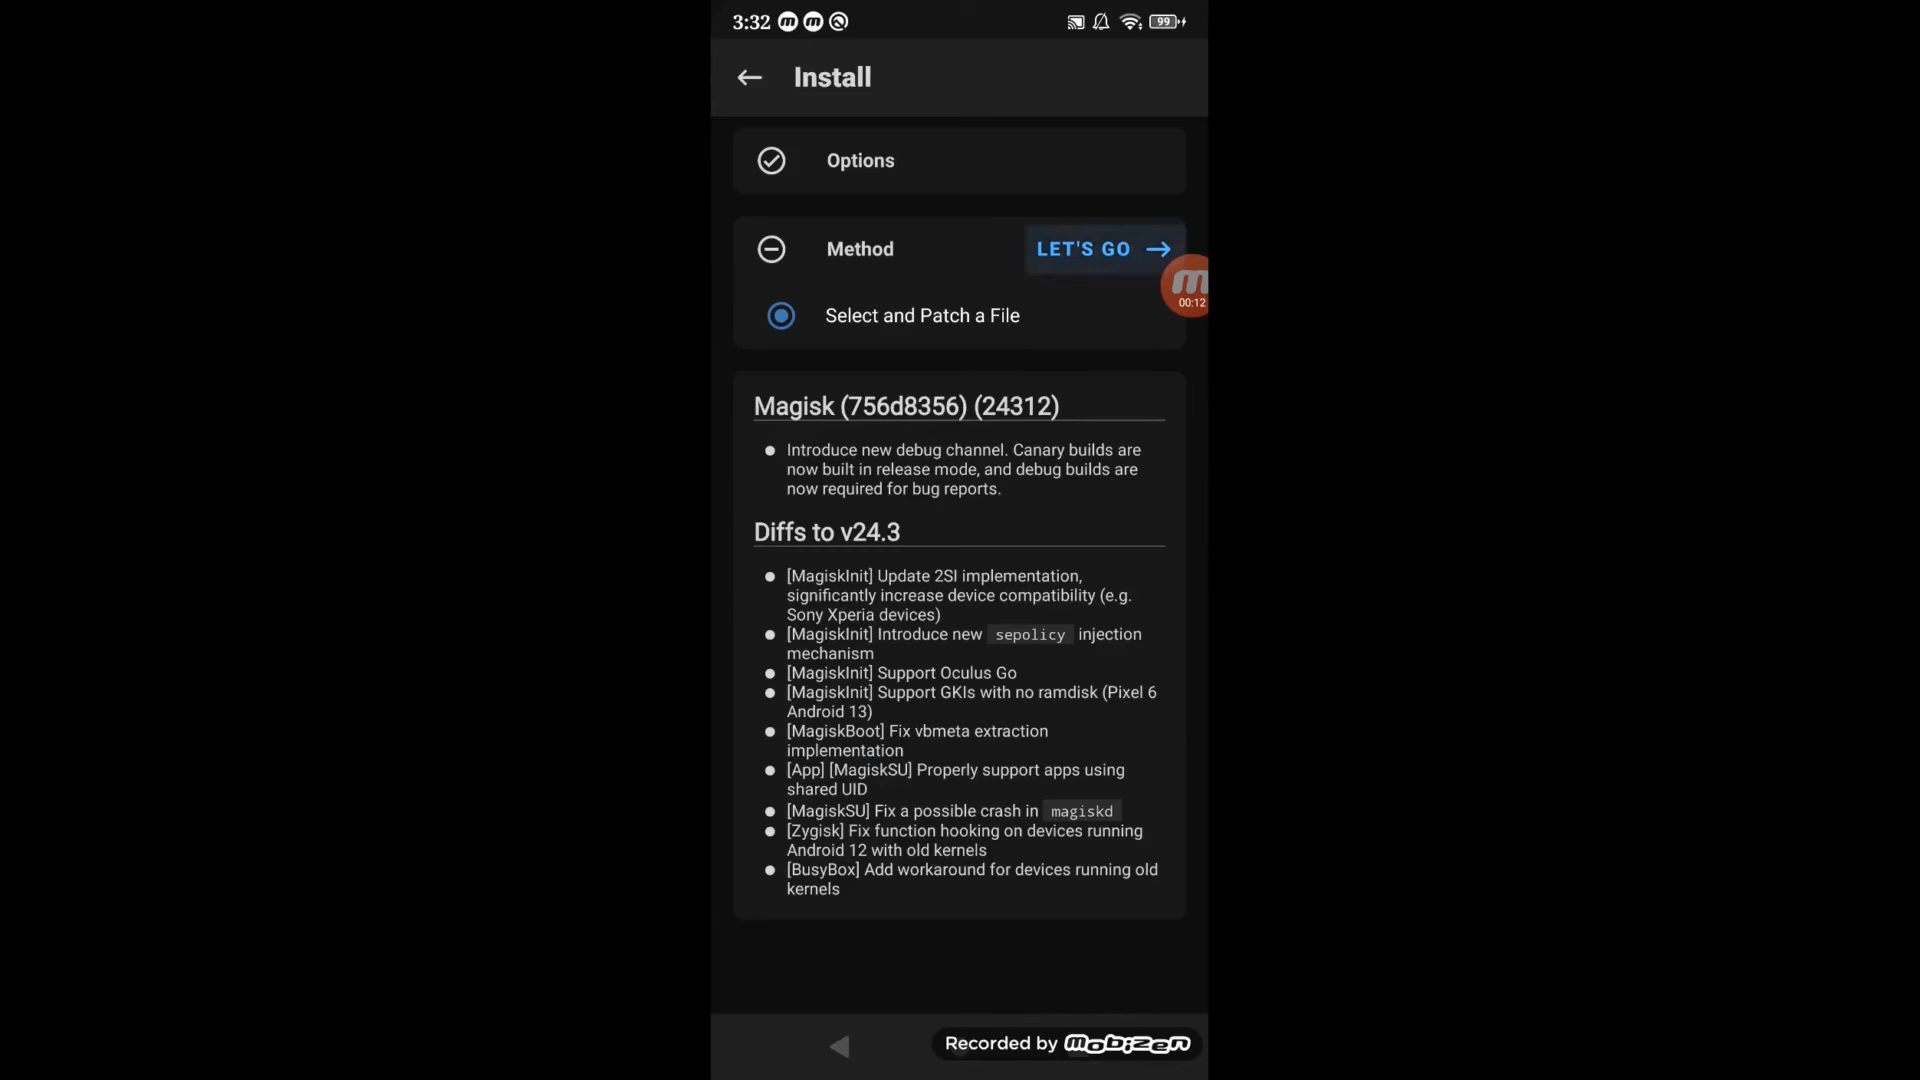 3:32
99
Install
Options
Method
LET'S GO
00:12
Select and Patch a File
Magisk (756d8356) (24312)
Introduce new debug channel. Canary builds are
now built in release mode, and debug builds are
now required for bug reports.
Diffs to v24.3
[MagiskInit] Update 2SI implementation,
significantly increase device compatibility (e.g.
Sony Xperia devices)
[MagiskInit] Introduce new sepolicy injection
mechanism
[MagiskInit] Support Oculus Go
[MagiskInit] Support GKIs with no ramdisk (Pixel 6
Android 13)
[MagiskBoot] Fix vbmeta extraction
implementation
[App] [MagiskSU] Properly support apps using
shared UID
[MagiskSU] Fix a possible crash in magiskd
[Zygisk] Fix function hooking on devices running
Android 12 with old kernels
[BusyBox] Add workaround for devices running old
kernels
Recorded by mobizen